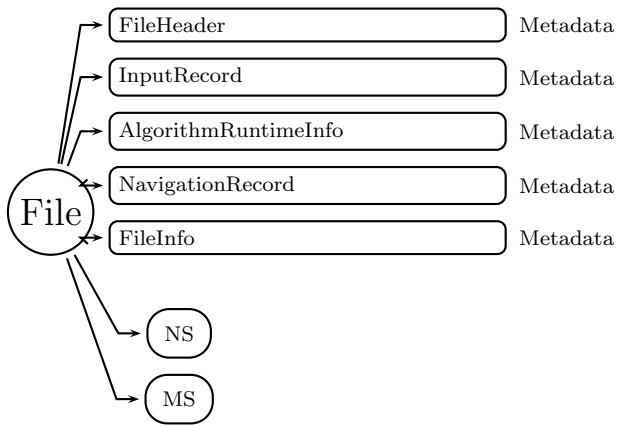 FileHeader Metadata
InputRecord Metadata
AlgorithmRuntimeInfo Metadata
NavigationRecord Metadata
File
FileInfo Metadata
NS
MS